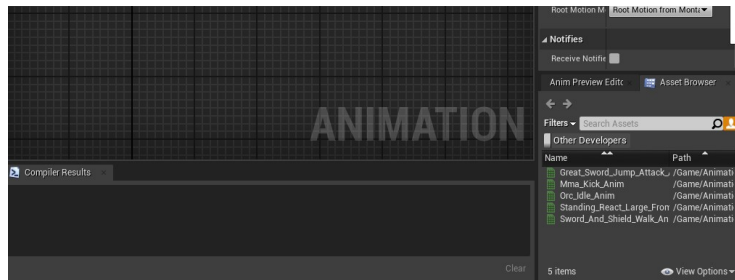 Root Motion M Root Motion from Monta
Notifies
Receive Notifie
Anim Preview Edito Asset Browser
Filters Search Assets
Other Developers
Name Path
Great_Sword_Jump_Attack_ /Game/Animati
Mma_Kick_Anim /Game/Animati
Orc_Idle_Anim /Game/Animati
Standing_React_Large_From /Game/Animati
Sword_And_Shield_Walk_An /Game/Animati
5 items View Options
ANIMATION
Compiler Results
Clear